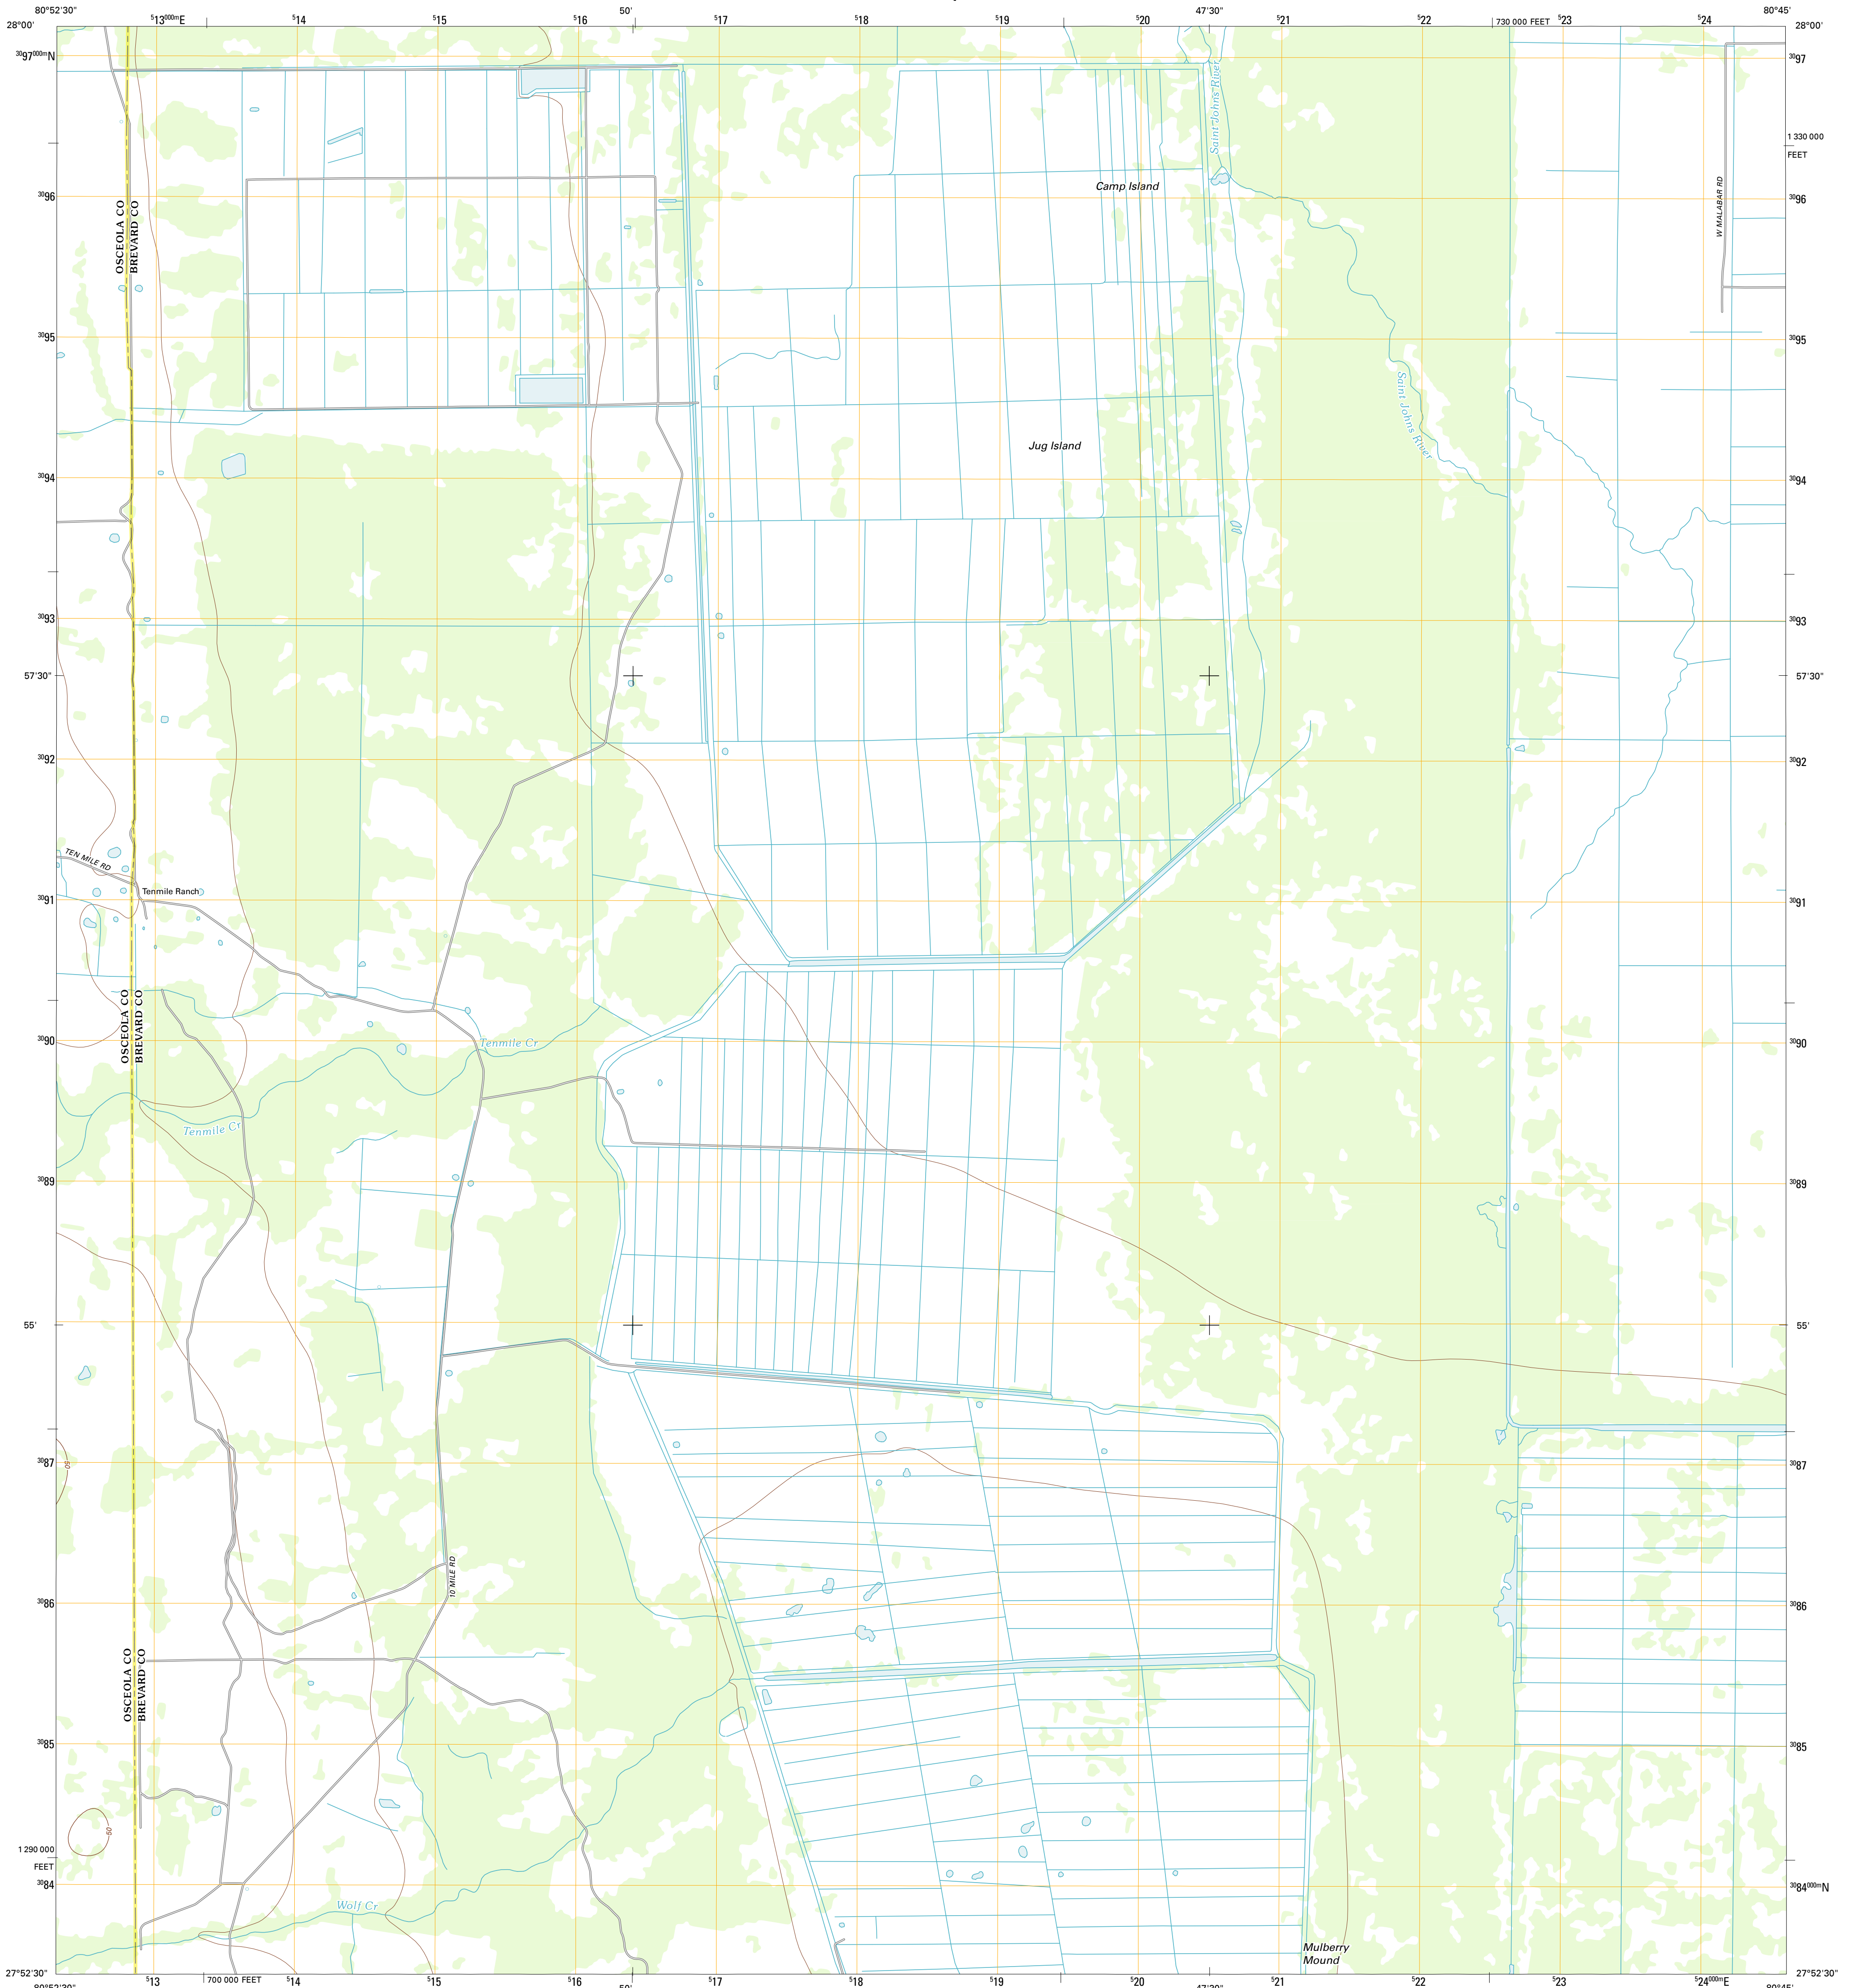 80°52'30" 513000mE 514 515 516 50' 517 518 519 520 47'30" 521 522 730 000 FEET 523 524 80°45'
28°00' 28°00'
3097000mN 3097
Saint Johns River
1 330 000
FEET
Camp Island
W MALABAR RD
3096 3096
OSCEOLA CO
BREVARD CO
3095 3095
Saint Johns River
Jug Island
3094 3094
3093 3093
57'30" 57'30"
3092 3092
TEN MILE RD
Tenmile Ranch
3091 3091
OSCEOLA CO
BREVARD CO
3090 3090
Tenmile Cr
Tenmile Cr
3089 3089
55' 55'
3087 3087
50
10 MILE RD
3086 3086
OSCEOLA CO
BREVARD CO
3085 3085
50
1 290 000
FEET
3084 3084000mN
Wolf Cr
Mulberry
Mound
27°52'30" 27°52'30"
513 700 000 FEET 514 515 516 517 518 519 520 521 522 523 524000mE
80°52'30" 50' 47'30" 80°45'